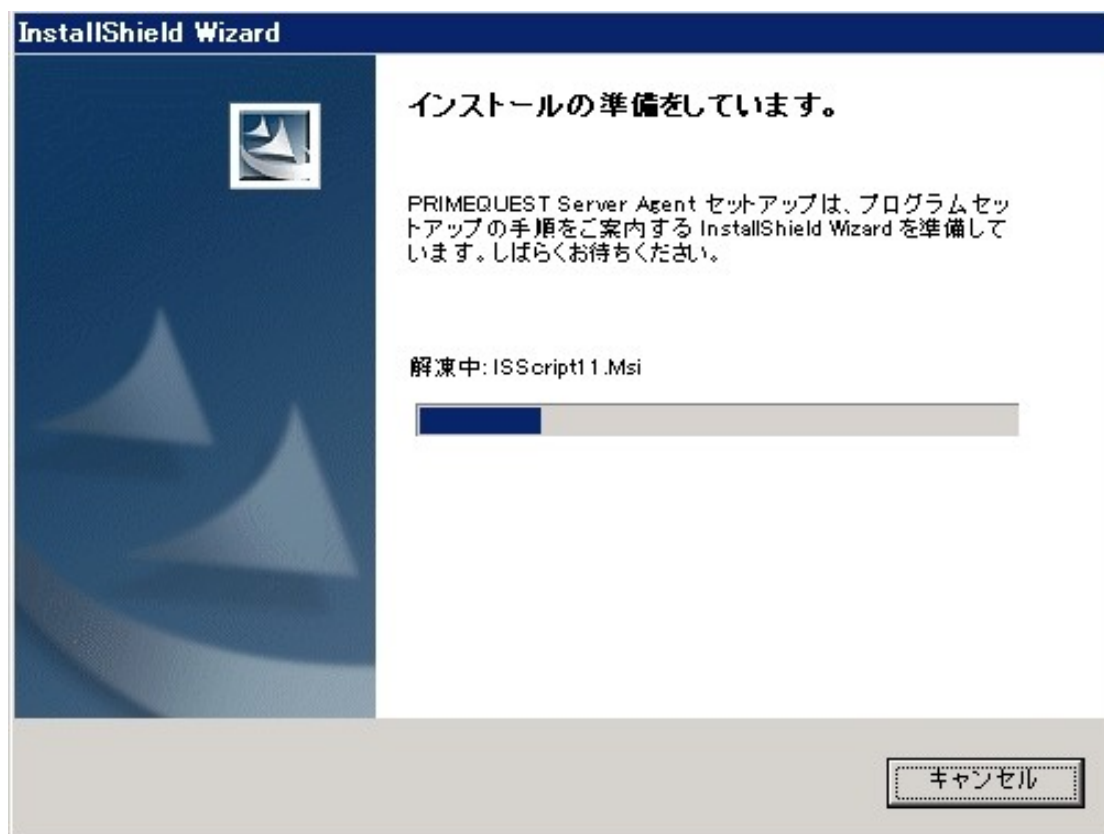 InstallShield Wizard
インストールの準備をしています。
PRIMEQUEST Server Agent セットアップは、プログラムセッ
トアップの手順をご案内する InstallShield Wizard を準備して
います。しばらくお待ちください。
解凍中: ISScript11.Msi
キャンセル